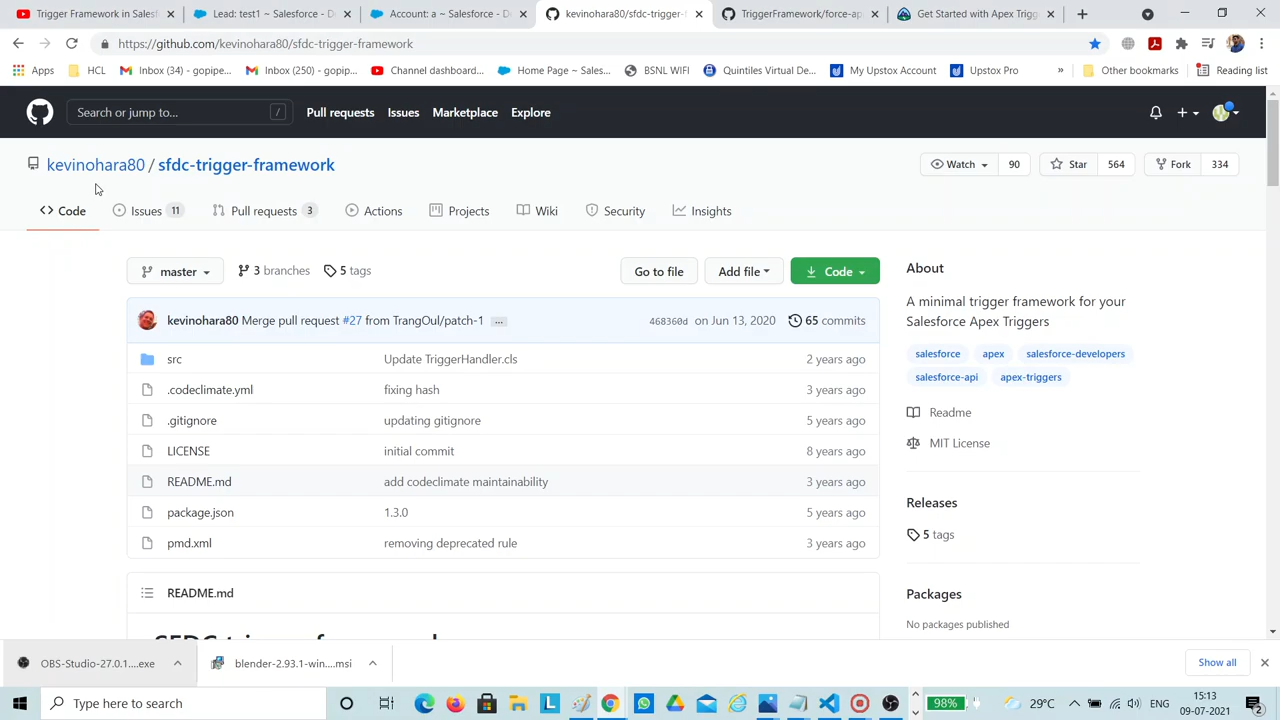 Trigger Framework in Salesf
Lead: test1 ~ Salesforce - De
Account: a ~ Salesforce - De
kevinohara80/sfdc-trigger-f
TriggerFramework/force-ap
Get Started with Apex Trigg
https://github.com/kevinohara80/sfdc-trigger-framework
Apps
HCL
Inbox (34) - gopipe...
Inbox (250) - gopip...
Channel dashboard...
Home Page ~ Sales...
BSNL WIFI
Quintiles Virtual De...
My Upstox Account
Upstox Pro
»
Other bookmarks
Reading list
Search or jump to...
/
Pull requests
Issues
Marketplace
Explore
kevinohara80 / sfdc-trigger-framework
Watch
90
Star
564
Fork
334
Code
Issues 11
Pull requests 3
Actions
Projects
Wiki
Security
Insights
master
3 branches
5 tags
Go to file
Add file
Code
kevinohara80 Merge pull request #27 from TrangOul/patch-1 ...
468360d on Jun 13, 2020
65 commits
src Update TriggerHandler.cls 2 years ago
.codeclimate.yml fixing hash 3 years ago
.gitignore updating gitignore 5 years ago
LICENSE initial commit 8 years ago
README.md add codeclimate maintainability 3 years ago
package.json 1.3.0 5 years ago
pmd.xml removing deprecated rule 3 years ago
README.md
About
A minimal trigger framework for your
Salesforce Apex Triggers
salesforce apex salesforce-developers
salesforce-api apex-triggers
Readme
MIT License
Releases
5 tags
Packages
No packages published
OBS-Studio-27.0.1....exe
blender-2.93.1-win....msi
Show all
Type here to search
98%
29°C
ENG
15:13
09-07-2021
2